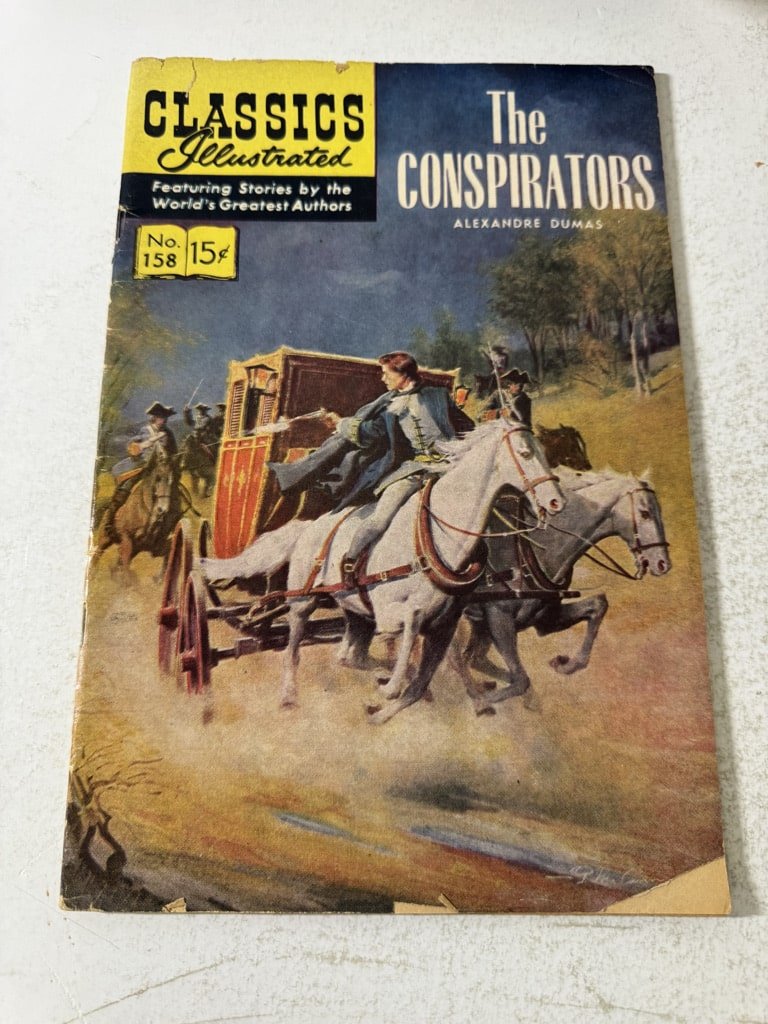 CLASSICS
Illustrated
Featuring Stories by the
World's Greatest Authors
No.
158
15¢
The
CONSPIRATORS
ALEXANDRE DUMAS